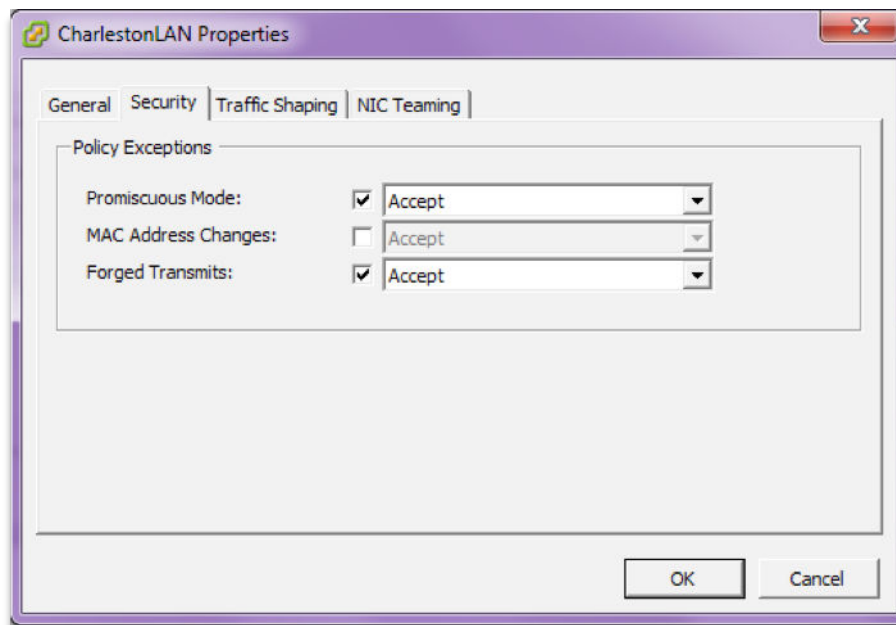 CharlestonLAN Properties
General Security Traffic Shaping NIC Teaming
Policy Exceptions
Promiscuous Mode: Accept
MAC Address Changes: Accept
Forged Transmits: Accept
OK Cancel